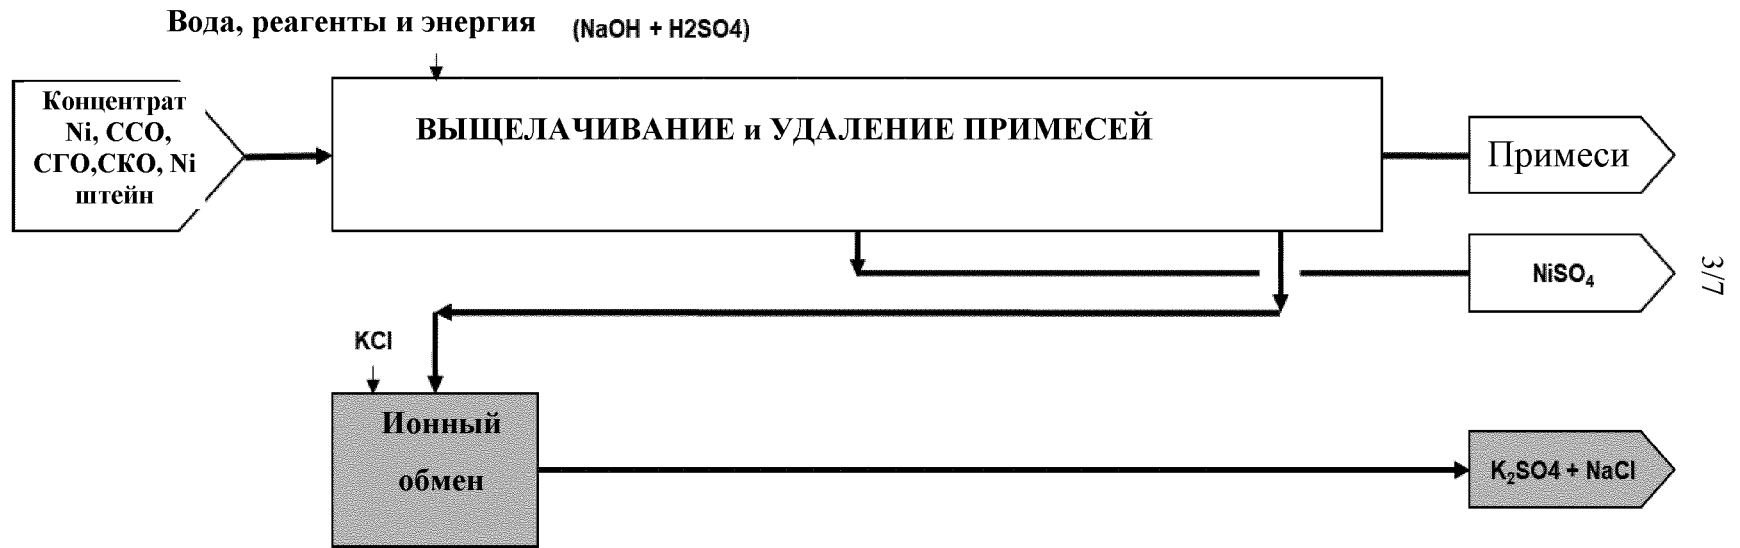 Вода, реагенты и энергия (NaOH + H2SO4)
Концентрат
Ni, ССО,
СГО,СКО, Ni
штейн
ВЫЩЕЛАЧИВАНИЕ и УДАЛЕНИЕ ПРИМЕСЕЙ
Примеси
NiSO4
3/7
KCl
Ионный
обмен
K2SO4 + NaCl